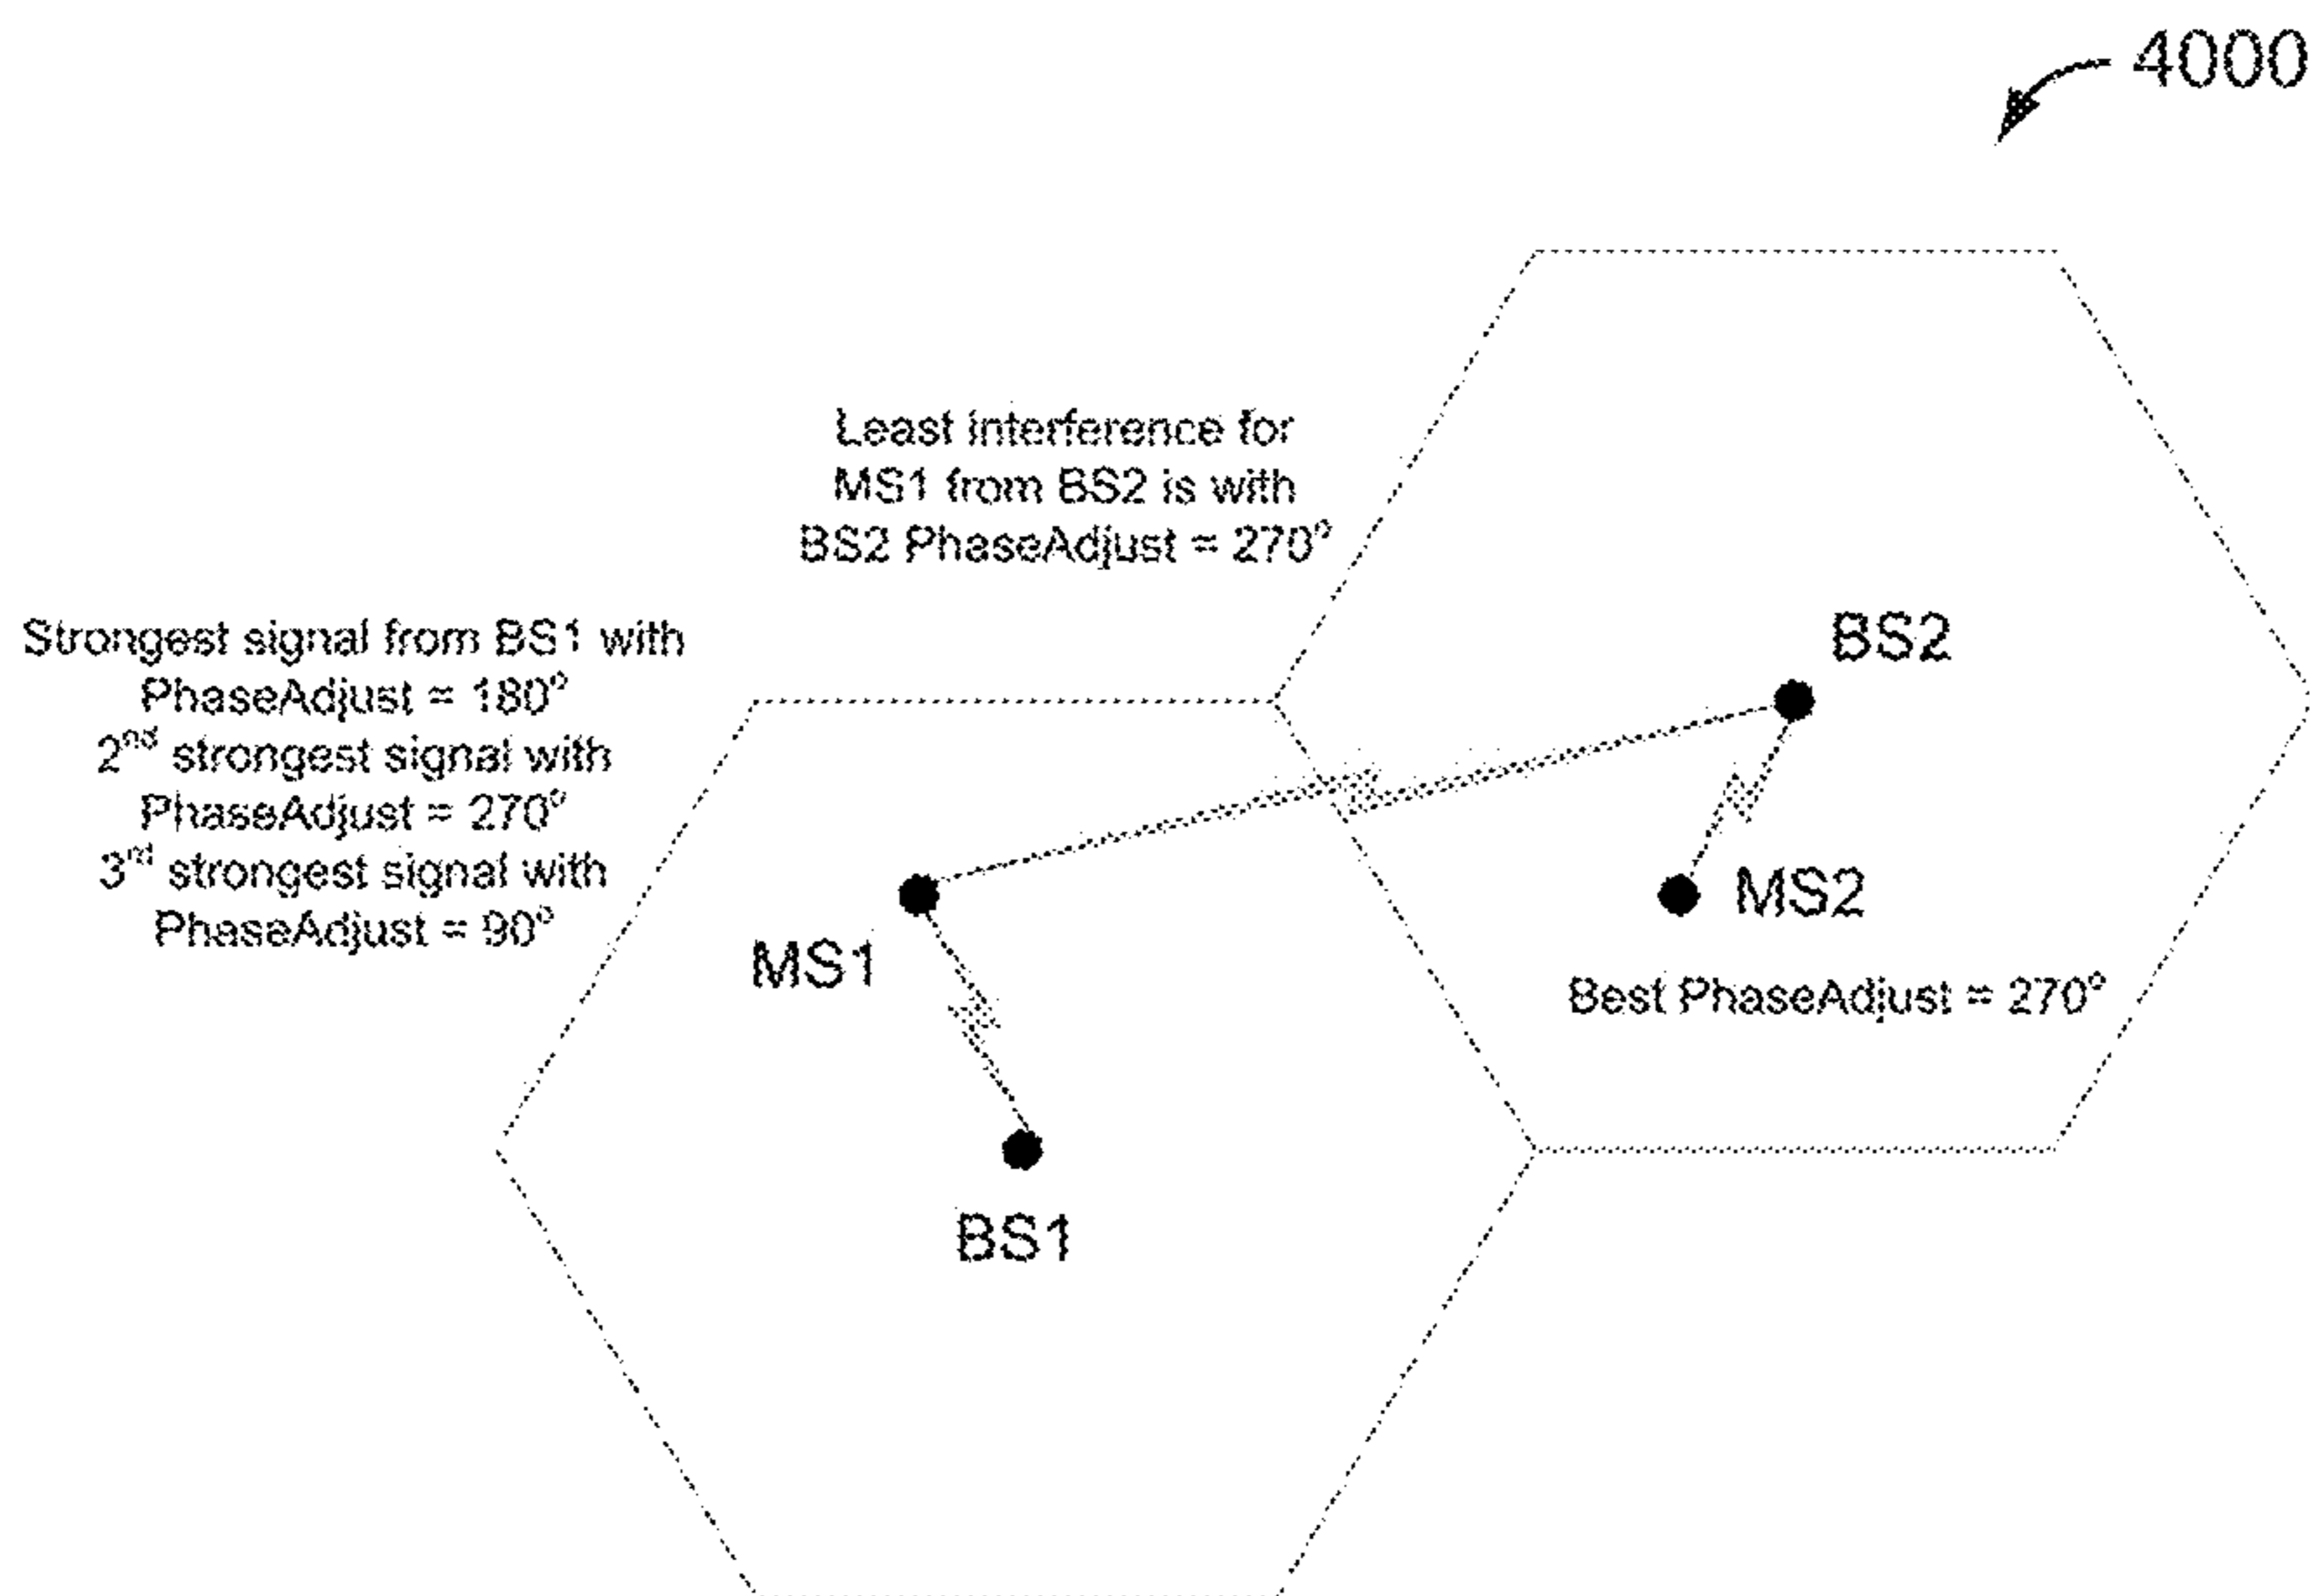 4000
Least interference for
MS1 from BS2 is with
BS2 PhaseAdjust = 270°
Strongest signal from BS1 with
PhaseAdjust = 180°
2nd strongest signal with
PhaseAdjust = 270°
3rd strongest signal with
PhaseAdjust = 90°
BS2
MS2
Best PhaseAdjust = 270°
MS1
BS1